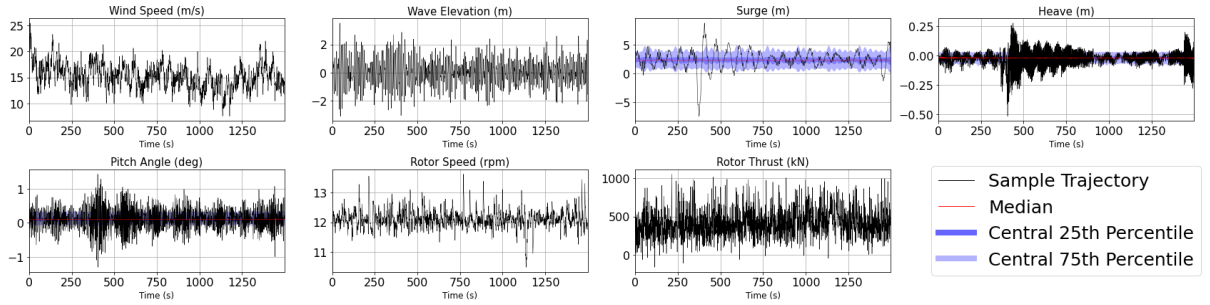 Wind Speed (m/s)
25
20
15
10
0 250 500 750 1000 1250
Time (s)
Wave Elevation (m)
2
0
−2
0 250 500 750 1000 1250
Time (s)
Surge (m)
5
0
−5
0 250 500 750 1000 1250
Time (s)
Heave (m)
0.25
0.00
−0.25
−0.50
0 250 500 750 1000 1250
Time (s)
Pitch Angle (deg)
1
0
−1
0 250 500 750 1000 1250
Time (s)
Rotor Speed (rpm)
13
12
11
0 250 500 750 1000 1250
Time (s)
Rotor Thrust (kN)
1000
500
0
0 250 500 750 1000 1250
Time (s)
Sample Trajectory
Median
Central 25th Percentile
Central 75th Percentile